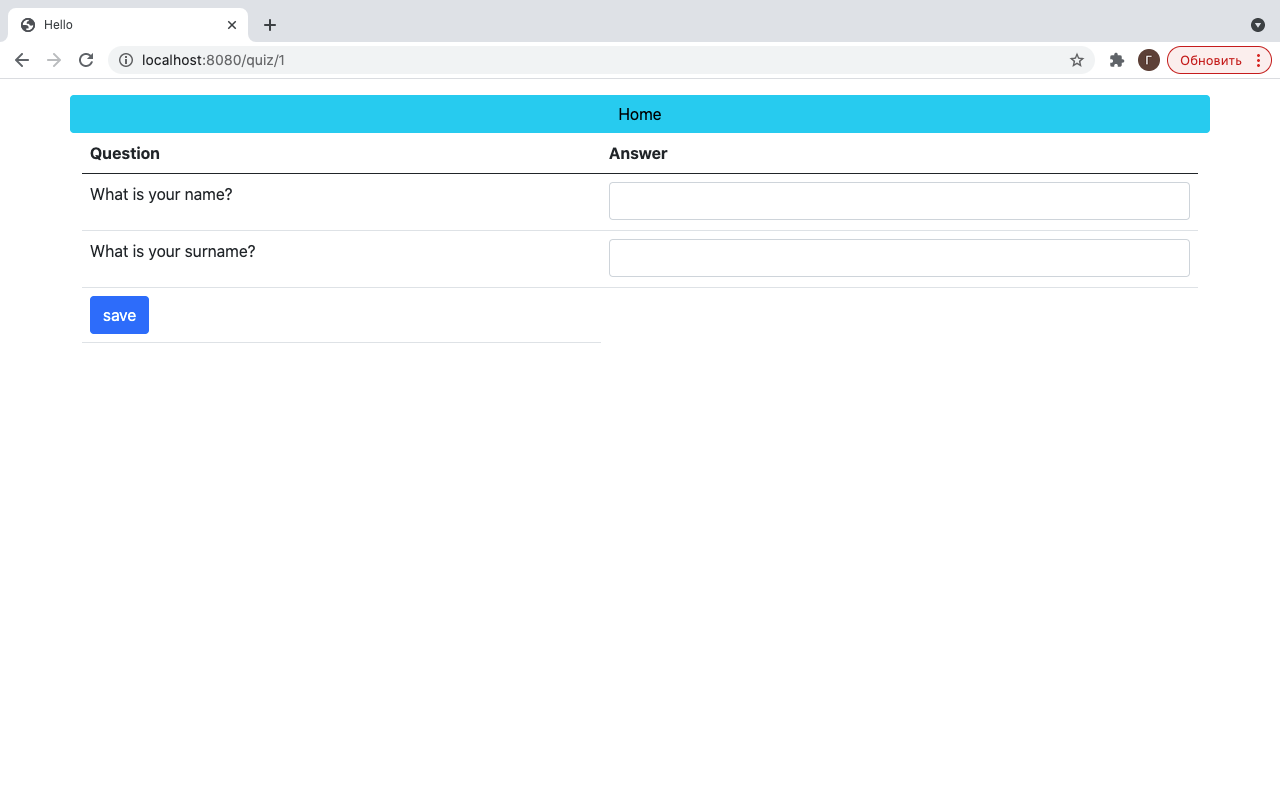 Hello
localhost:8080/quiz/1
Г
Обновить
Home
Question Answer
What is your name?
What is your surname?
save